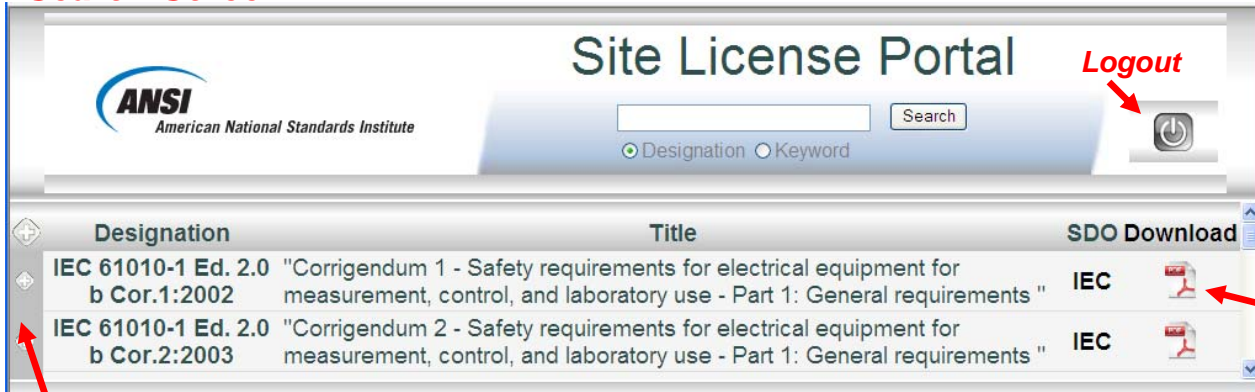 Site License Portal
Logout
ANSI
American National Standards Institute
Search
Designation Keyword
Designation Title SDO Download
IEC 61010-1 Ed. 2.0 "Corrigendum 1 - Safety requirements for electrical equipment for
b Cor.1:2002 measurement, control, and laboratory use - Part 1: General requirements " IEC
IEC 61010-1 Ed. 2.0 "Corrigendum 2 - Safety requirements for electrical equipment for
b Cor.2:2003 measurement, control, and laboratory use - Part 1: General requirements " IEC